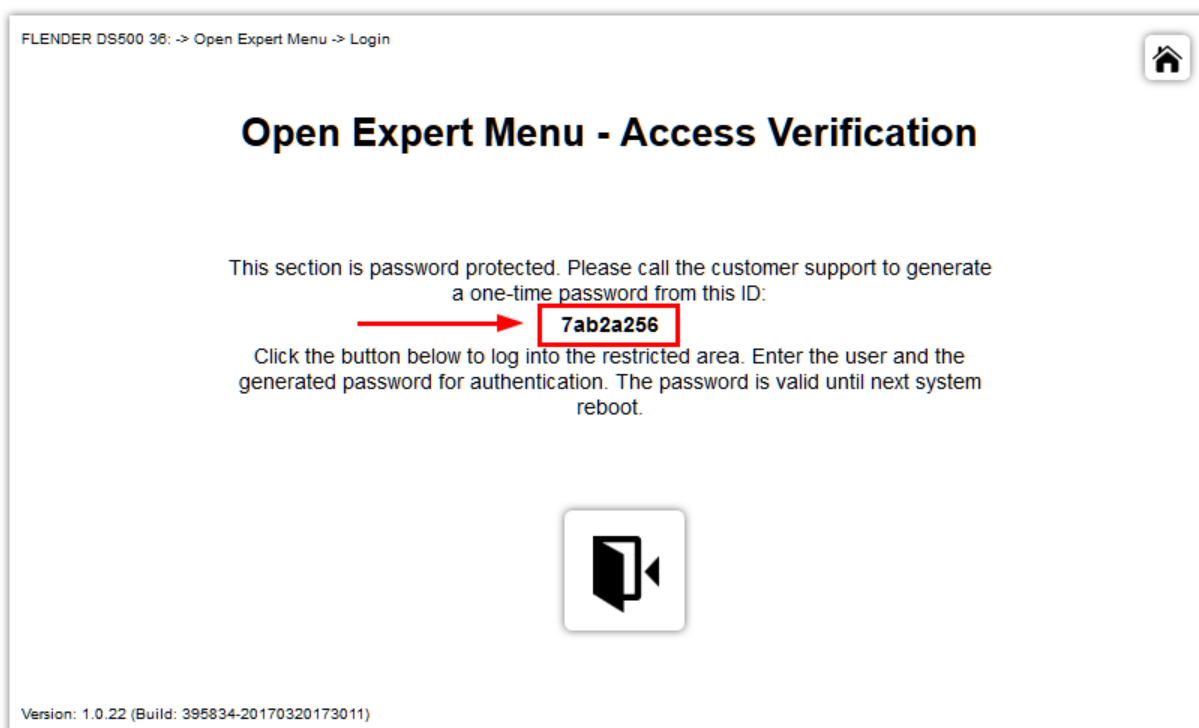 FLENDER DS500 36: -> Open Expert Menu -> Login
Open Expert Menu - Access Verification
This section is password protected. Please call the customer support to generate
a one-time password from this ID:
7ab2a256
Click the button below to log into the restricted area. Enter the user and the
generated password for authentication. The password is valid until next system
reboot.
Version: 1.0.22 (Build: 395834-20170320173011)